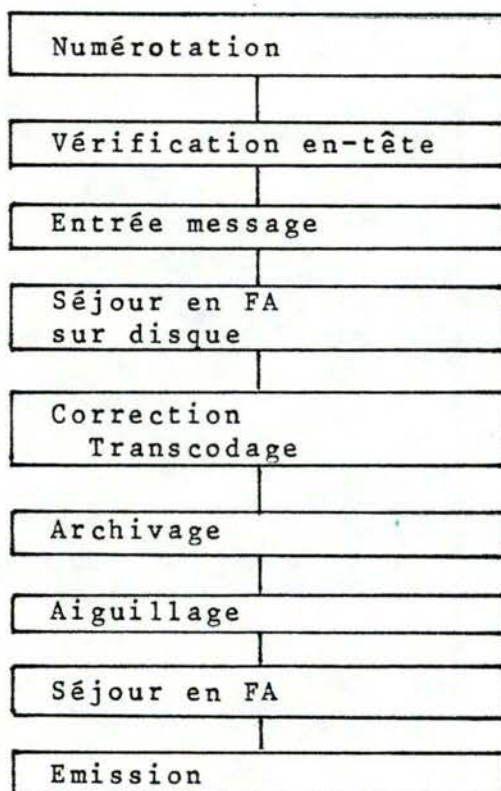 Numérotation
Vérification en-tête
Entrée message
Séjour en FA
sur disque
Correction
Transcodage
Archivage
Aiguillage
Séjour en FA
Emission